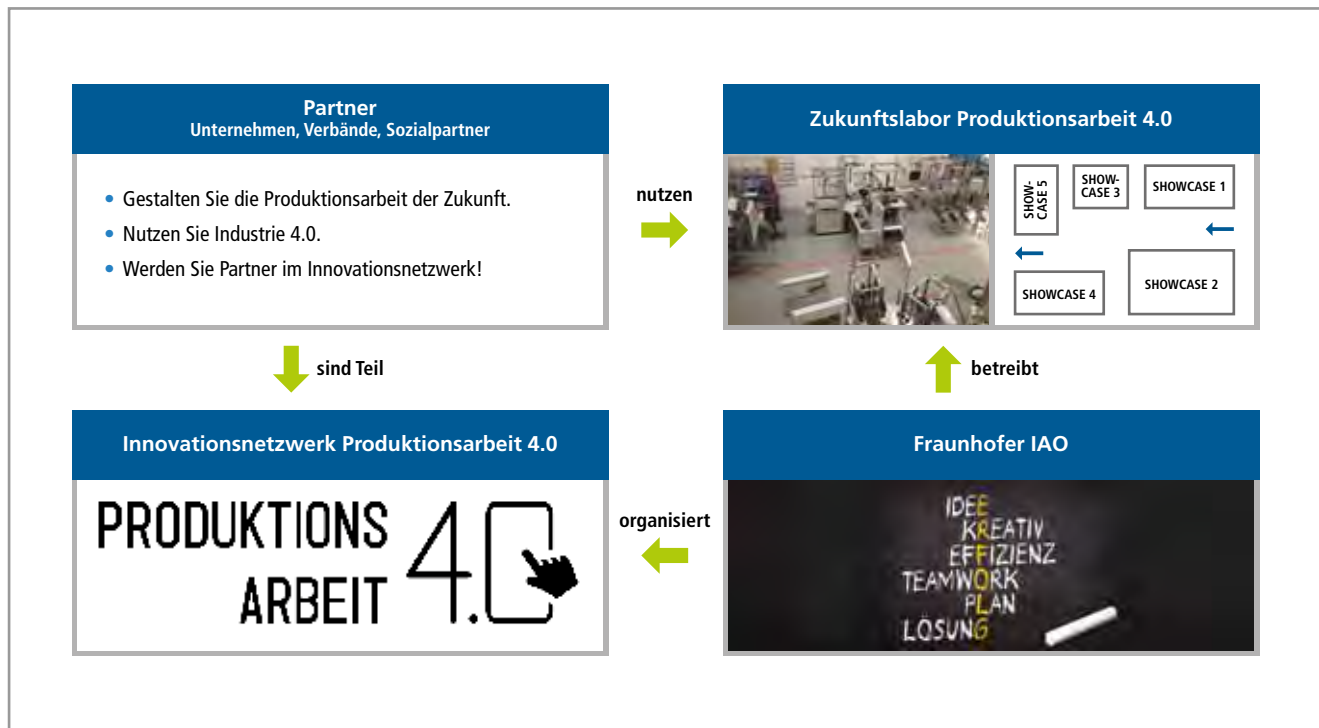 Partner
Unternehmen, Verbände, Sozialpartner
• Gestalten Sie die Produktionsarbeit der Zukunft.
• Nutzen Sie Industrie 4.0.
• Werden Sie Partner im Innovationsnetzwerk!
nutzen
Zukunftslabor Produktionsarbeit 4.0
SHOW-
CASE 5
SHOW-
CASE 3
SHOWCASE 1
SHOWCASE 4
SHOWCASE 2
sind Teil
betreibt
Innovationsnetzwerk Produktionsarbeit 4.0
PRODUKTIONS
ARBEIT 4.0
organisiert
Fraunhofer IAO
IDEE
KREATIV
EFFIZIENZ
TEAMWORK
PLAN
LÖSUNG